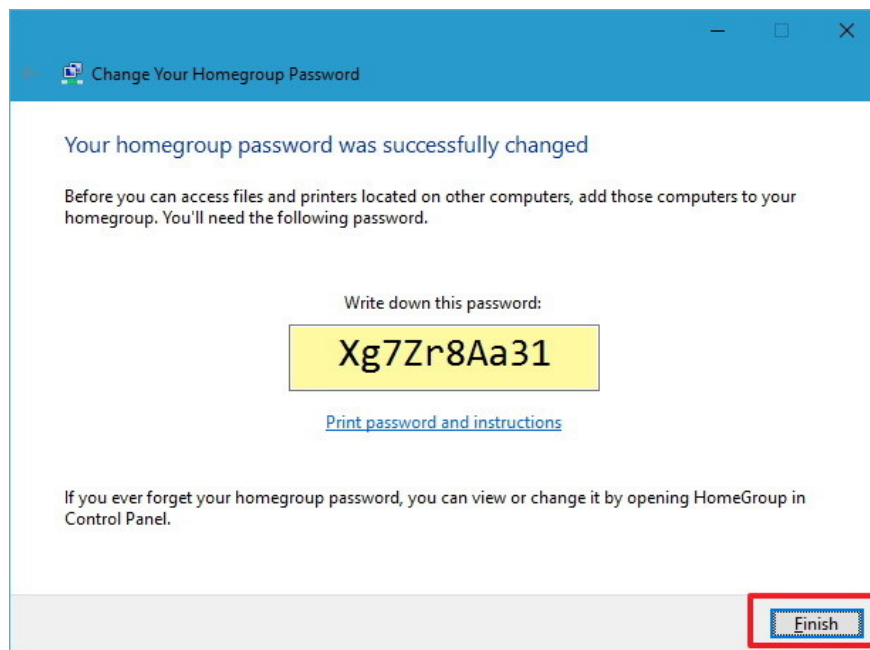 Change Your Homegroup Password
Your homegroup password was successfully changed
Before you can access files and printers located on other computers, add those computers to your
homegroup. You'll need the following password.
Write down this password:
Xg7Zr8Aa31
Print password and instructions
If you ever forget your homegroup password, you can view or change it by opening HomeGroup in
Control Panel.
Finish